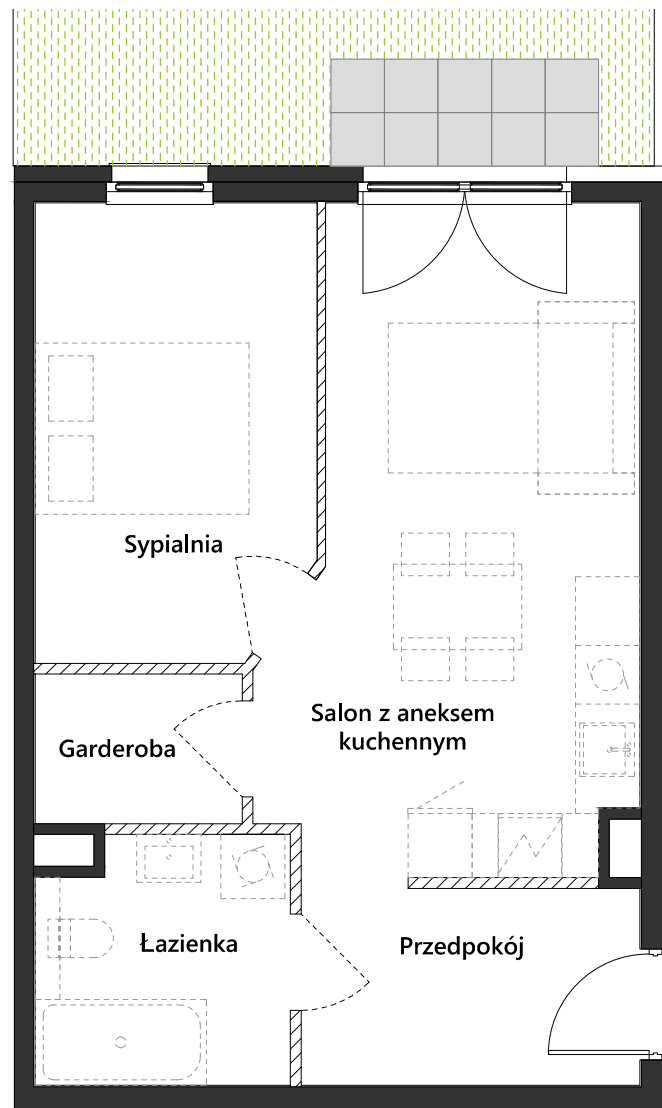 Sypialnia
Salon z aneksem
kuchennym
Garderoba
Łazienka
Przedpokój